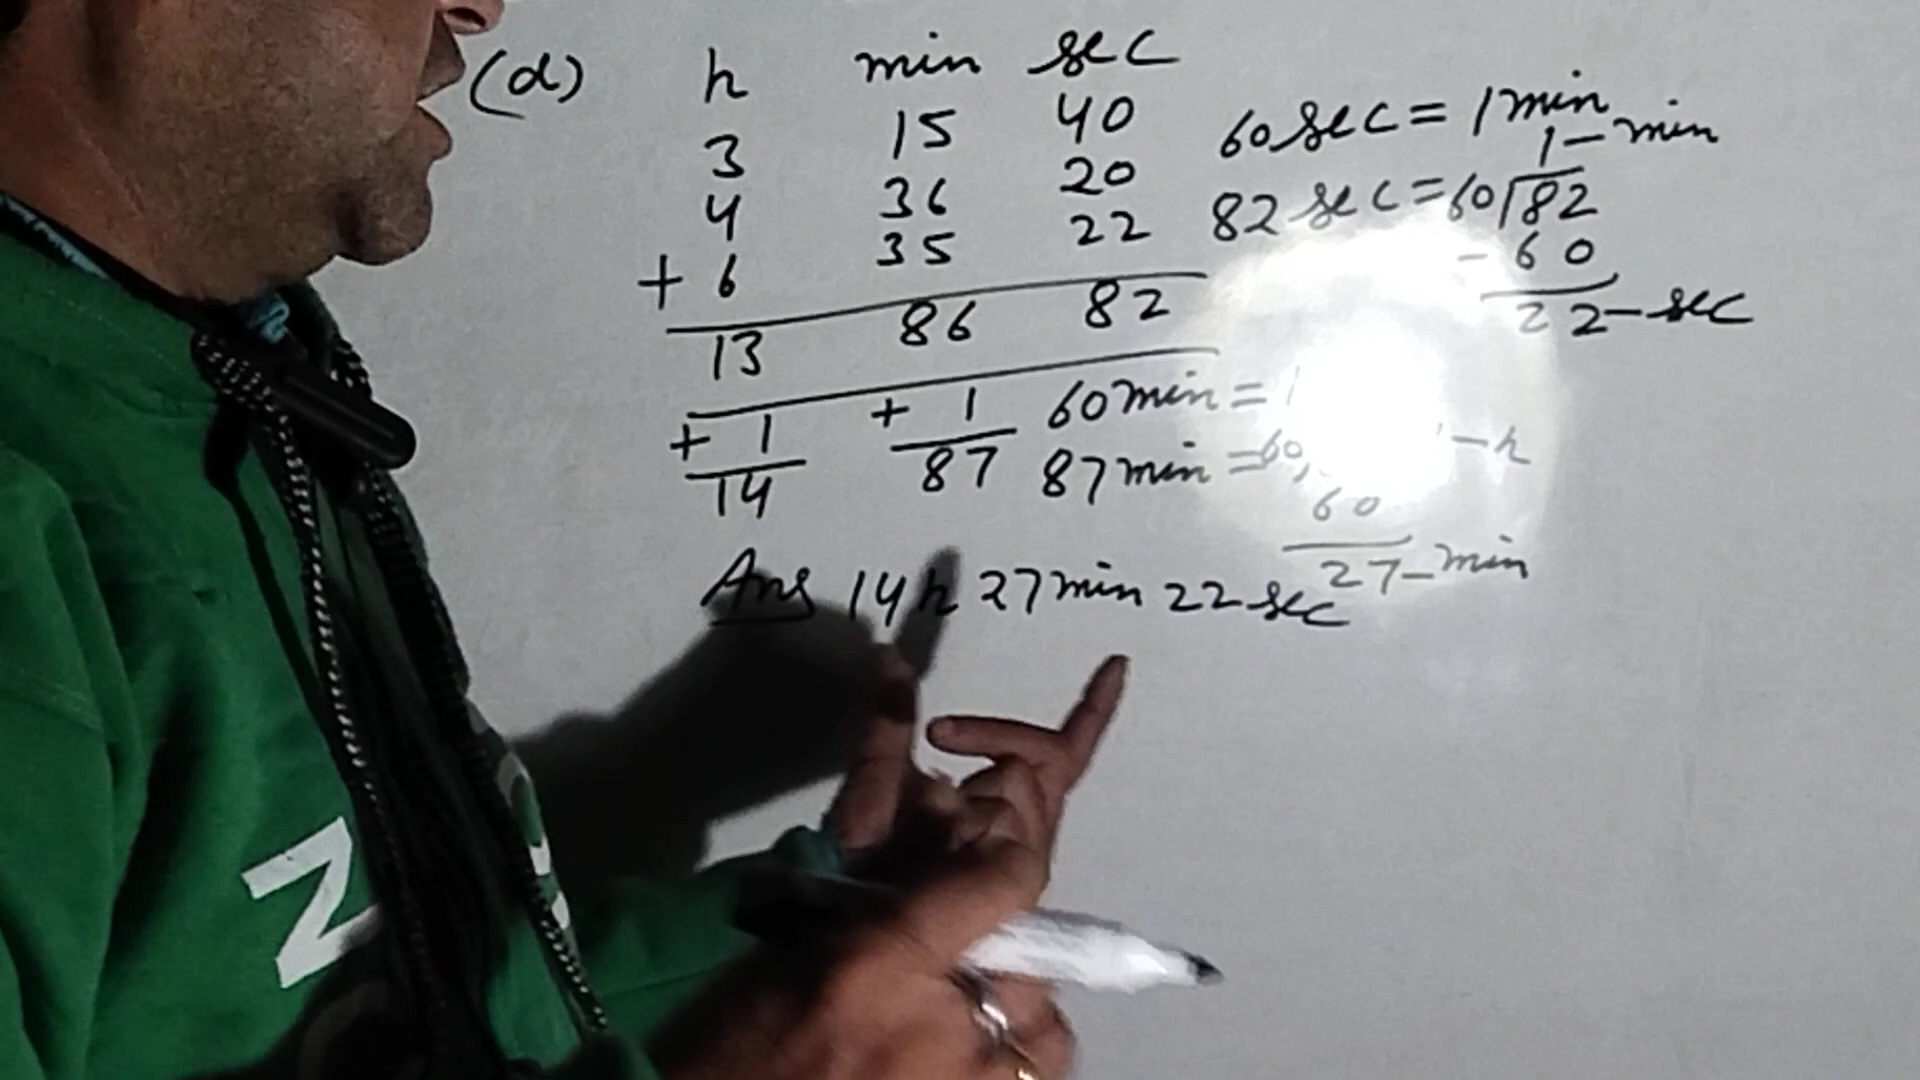 (d) h min sec
3 15 40
4 36 20
+ 6 35 22
13 86 82
+ 1 + 1
14 87
60 sec = 1 min
1 - min
82 sec = 60)82
- 60
22 - sec
60 min = 1
87 min = 60 - h
60
27 - min
Ans 14 h 27 min 22 sec
N